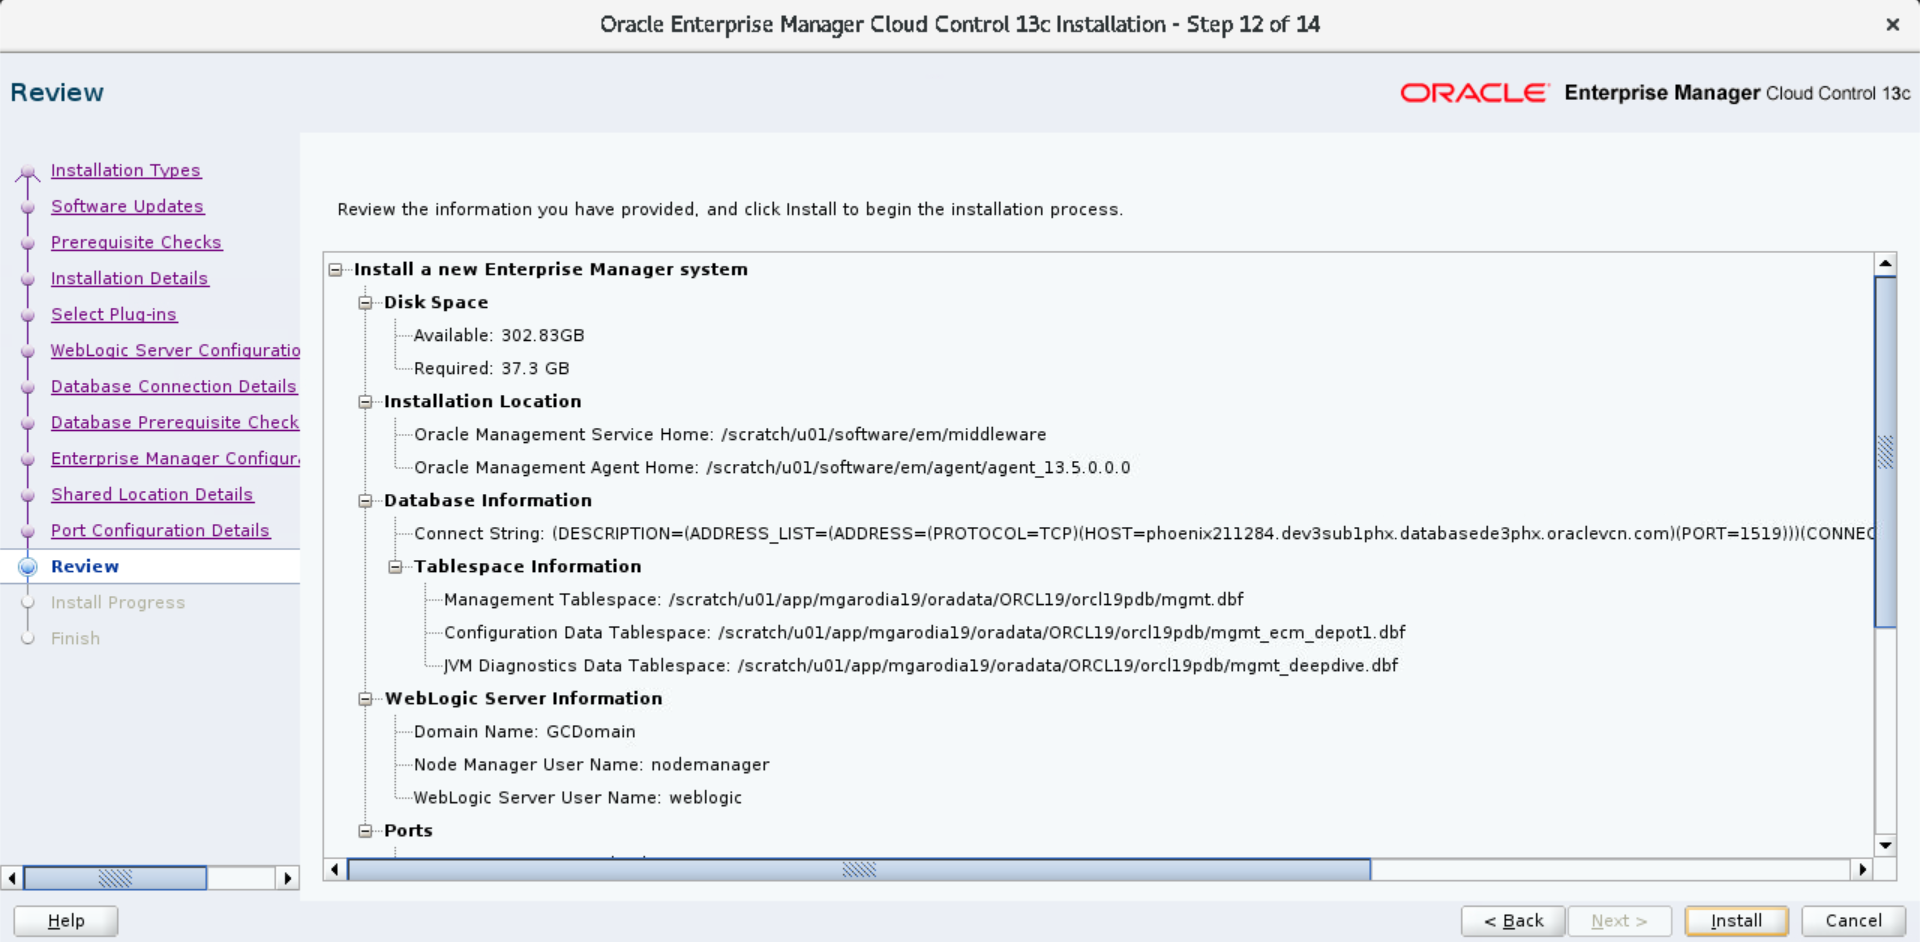 Oracle Enterprise Manager Cloud Control 13c Installation - Step 12 of 14
Review
ORACLE Enterprise Manager Cloud Control 13c
Installation Types
Software Updates
Prerequisite Checks
Installation Details
Select Plug-ins
WebLogic Server Configuratio
Database Connection Details
Database Prerequisite Check
Enterprise Manager Configur
Shared Location Details
Port Configuration Details
Review
Install Progress
Finish
Review the information you have provided, and click Install to begin the installation process.
Install a new Enterprise Manager system
Disk Space
Available: 302.83GB
Required: 37.3 GB
Installation Location
Oracle Management Service Home: /scratch/u01/software/em/middleware
Oracle Management Agent Home: /scratch/u01/software/em/agent/agent_13.5.0.0.0
Database Information
Connect String: (DESCRIPTION=(ADDRESS_LIST=(ADDRESS=(PROTOCOL=TCP)(HOST=phoenix211284.dev3sub1phx.databasede3phx.oraclevcn.com)(PORT=1519)))(CONNEC
Tablespace Information
Management Tablespace: /scratch/u01/app/mgarodia19/oradata/ORCL19/orcl19pdb/mgmt.dbf
Configuration Data Tablespace: /scratch/u01/app/mgarodia19/oradata/ORCL19/orcl19pdb/mgmt_ecm_depot1.dbf
JVM Diagnostics Data Tablespace: /scratch/u01/app/mgarodia19/oradata/ORCL19/orcl19pdb/mgmt_deepdive.dbf
WebLogic Server Information
Domain Name: GCDomain
Node Manager User Name: nodemanager
WebLogic Server User Name: weblogic
Ports
Help
< Back
Next >
Install
Cancel